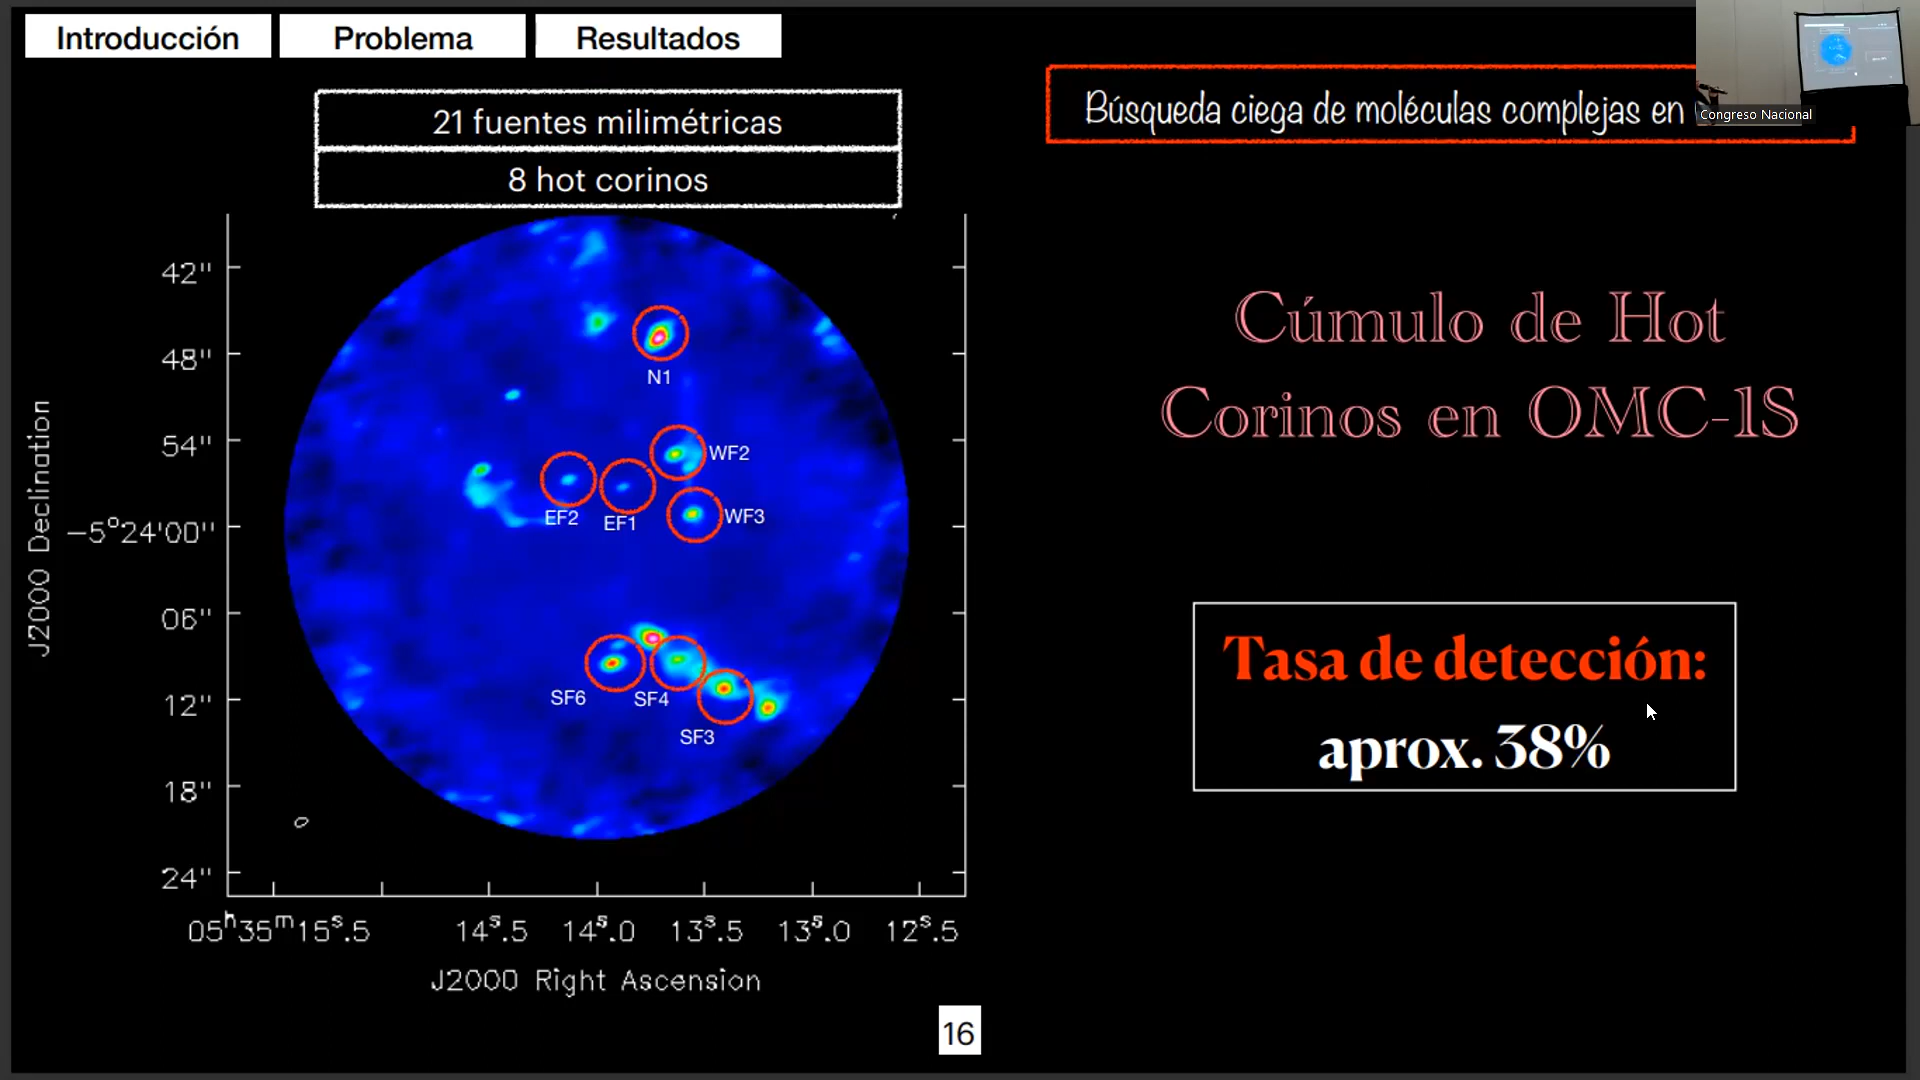 Introducción
Problema
Resultados
21 fuentes milimétricas
8 hot corinos
Búsqueda ciega de moléculas complejas en
Congreso Nacional
Cúmulo de Hot
Corinos en OMC-1S
Tasa de detección:
aprox. 38%
J2000 Declination
42"
48"
54"
−5°24'00"
06"
12"
18"
24"
N1
WF2
EF2
EF1
WF3
SF6
SF4
SF3
05ʰ35ᵐ15ˢ.5
14ˢ.5
14ˢ.0
13ˢ.5
13ˢ.0
12ˢ.5
J2000 Right Ascension
16